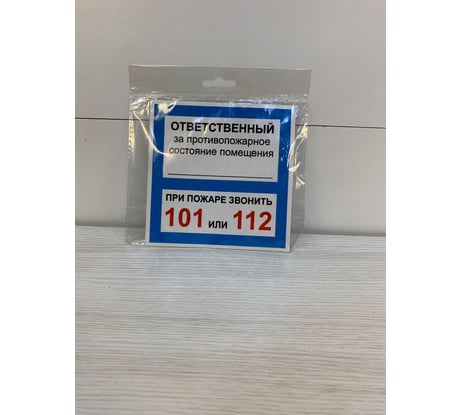 ОТВЕТСТВЕННЫЙ
за противопожарное
состояние помещения
ПРИ ПОЖАРЕ ЗВОНИТЬ
101 или 112